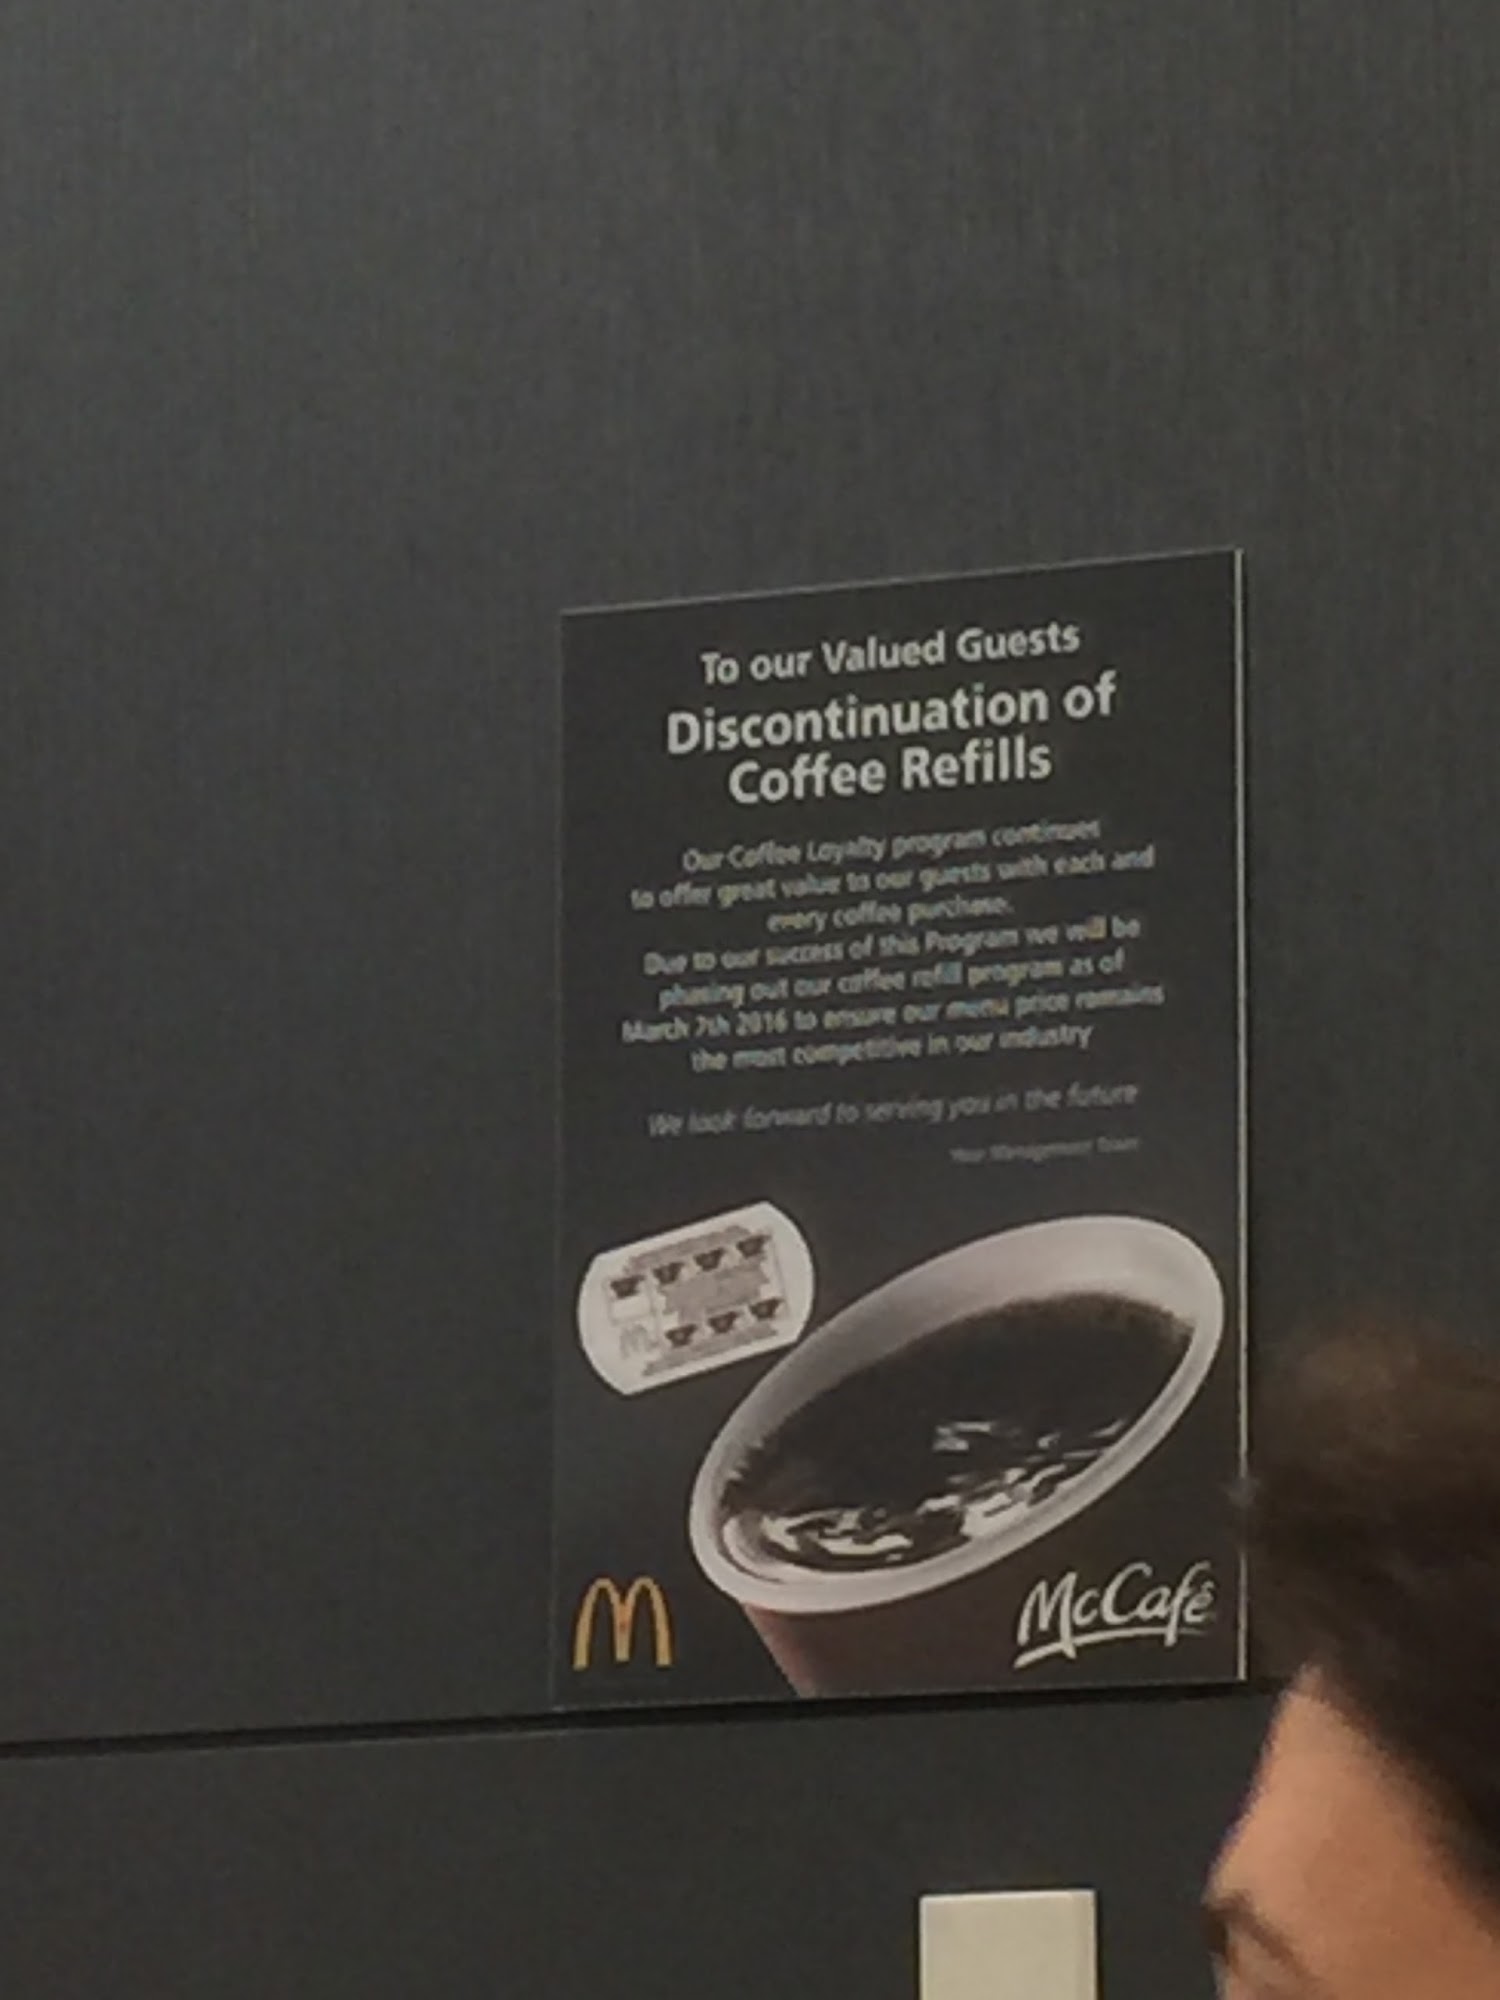 To our Valued Guests
Discontinuation of
Coffee Refills
Our Coffee Loyalty program continues
to offer great value to our guests with each and
every coffee purchase.
Due to our success of this Program we will be
phasing out our coffee refill program as of
March 7th 2016 to ensure our menu price remains
the most competitive in our industry
We look forward to serving you in the future
Your Management Team
McCafé